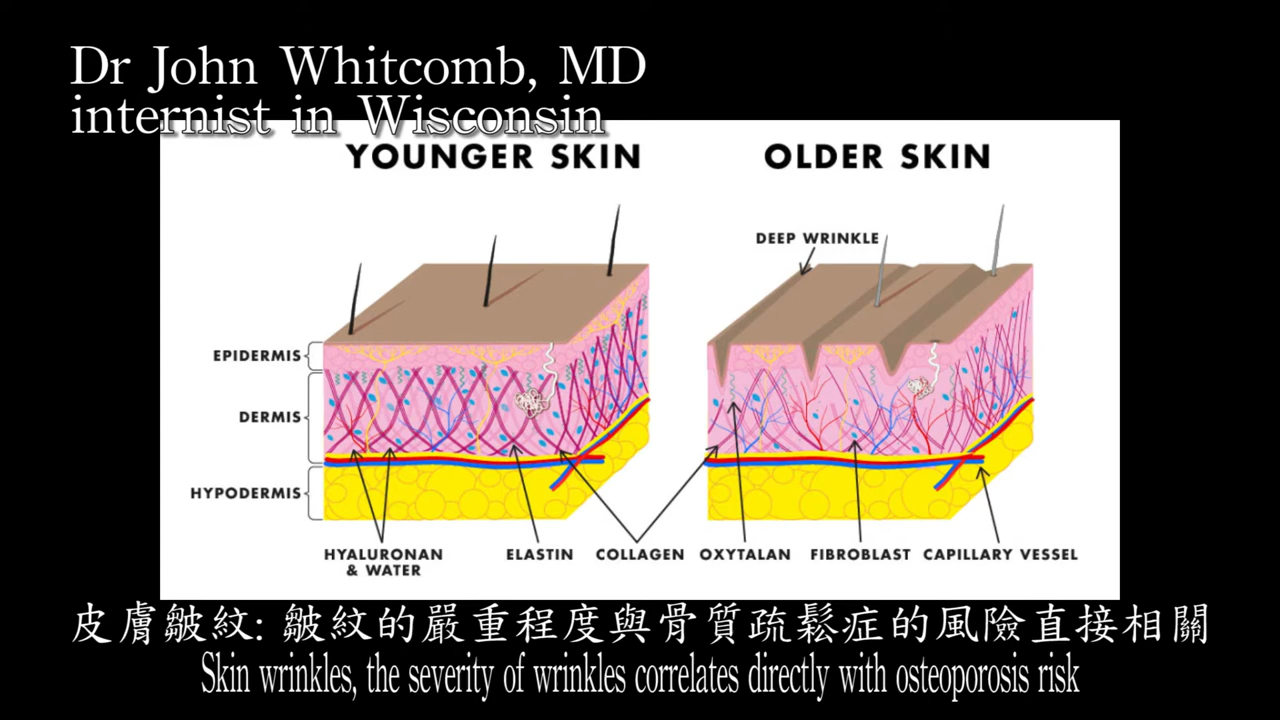 Dr John Whitcomb, MD
internist in Wisconsin
YOUNGER SKIN
OLDER SKIN
DEEP WRINKLE
EPIDERMIS
DERMIS
HYPODERMIS
HYALURONAN
& WATER
ELASTIN
COLLAGEN
OXYTALAN
FIBROBLAST
CAPILLARY VESSEL
皮膚皺紋: 皺紋的嚴重程度與骨質疏鬆症的風險直接相關
Skin wrinkles, the severity of wrinkles correlates directly with osteoporosis risk